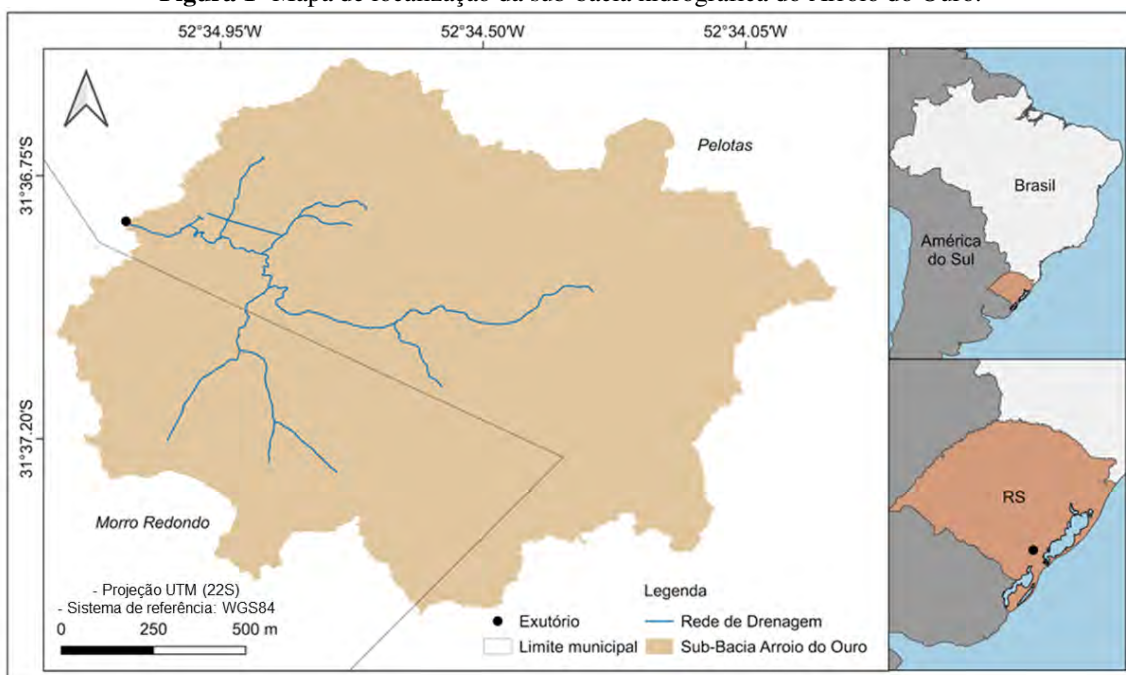 Figura 1- Mapa de localização da sub-bacia hidrográfica do Arroio do Ouro.
52°34.95'W 52°34.50'W 52°34.05'W
31°36.75'S
31°37.20'S
Pelotas
Morro Redondo
- Projeção UTM (22S)
- Sistema de referência: WGS84
0 250 500 m
Legenda
Exutório
Rede de Drenagem
Limite municipal
Sub-Bacia Arroio do Ouro
Brasil
América
do Sul
RS